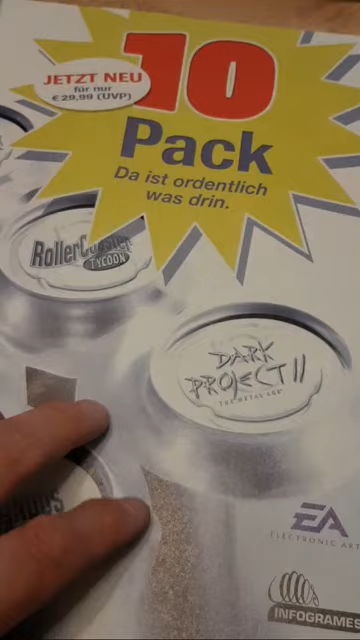 10
JETZT NEU
für nur
€ 29,99 (UVP)
Pack
Da ist ordentlich
was drin.
RollerCoaster
TYCOON
DARK
PROJECT II
THE METAL AGE
EA
ELECTRONIC ART
INFOGRAMES